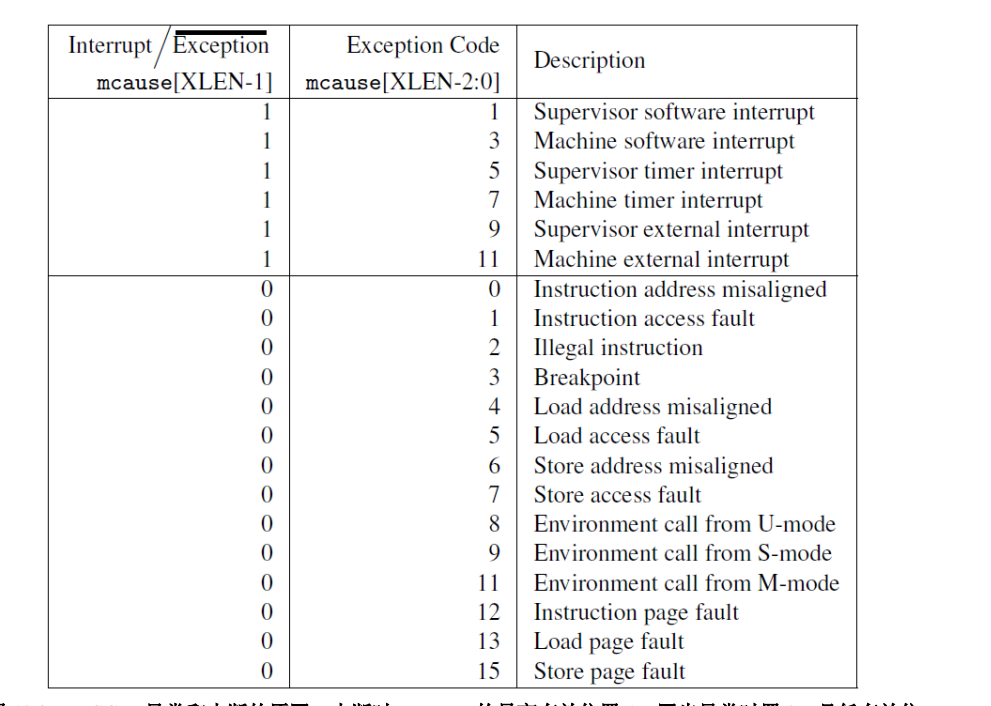 Interrupt / Exception Exception Code Description
mcause[XLEN-1] mcause[XLEN-2:0]
1 1 Supervisor software interrupt
1 3 Machine software interrupt
1 5 Supervisor timer interrupt
1 7 Machine timer interrupt
1 9 Supervisor external interrupt
1 11 Machine external interrupt
0 0 Instruction address misaligned
0 1 Instruction access fault
0 2 Illegal instruction
0 3 Breakpoint
0 4 Load address misaligned
0 5 Load access fault
0 6 Store address misaligned
0 7 Store access fault
0 8 Environment call from U-mode
0 9 Environment call from S-mode
0 11 Environment call from M-mode
0 12 Instruction page fault
0 13 Load page fault
0 15 Store page fault